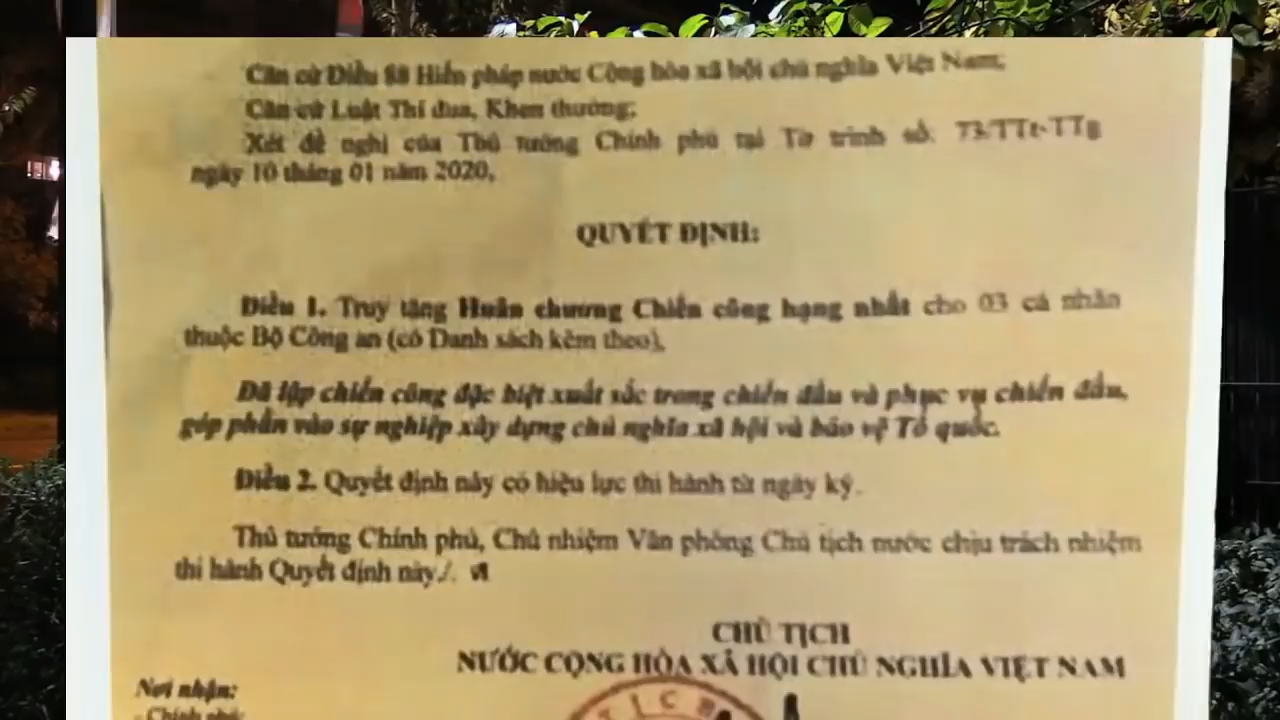 Căn cứ Điều 88 Hiến pháp nước Cộng hòa xã hội chủ nghĩa Việt Nam;
Căn cứ Luật Thi đua, Khen thưởng;
Xét đề nghị của Thủ tướng Chính phủ tại Tờ trình số: 73/TTr-TTg
ngày 10 tháng 01 năm 2020,
QUYẾT ĐỊNH:
Điều 1. Truy tặng Huân chương Chiến công hạng nhất cho 03 cá nhân
thuộc Bộ Công an (có Danh sách kèm theo),
Đã lập chiến công đặc biệt xuất sắc trong chiến đấu và phục vụ chiến đấu,
góp phần vào sự nghiệp xây dựng chủ nghĩa xã hội và bảo vệ Tổ quốc.
Điều 2. Quyết định này có hiệu lực thi hành từ ngày ký.
Thủ tướng Chính phủ, Chủ nhiệm Văn phòng Chủ tịch nước chịu trách nhiệm
thi hành Quyết định này./.
CHỦ TỊCH
NƯỚC CỘNG HÒA XÃ HỘI CHỦ NGHĨA VIỆT NAM
Nơi nhận:
- Chính phủ;